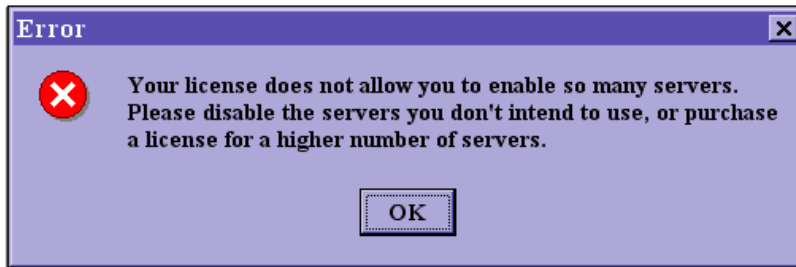 Error
Your license does not allow you to enable so many servers.
Please disable the servers you don't intend to use, or purchase
a license for a higher number of servers.
OK